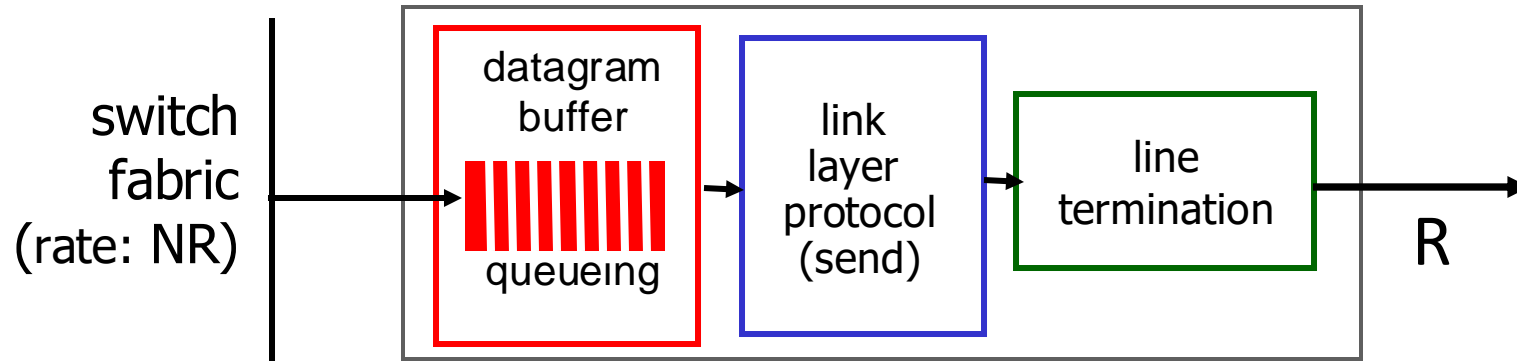 switch
fabric
(rate: NR)
datagram
buffer
queueing
link
layer
protocol
(send)
line
termination
R